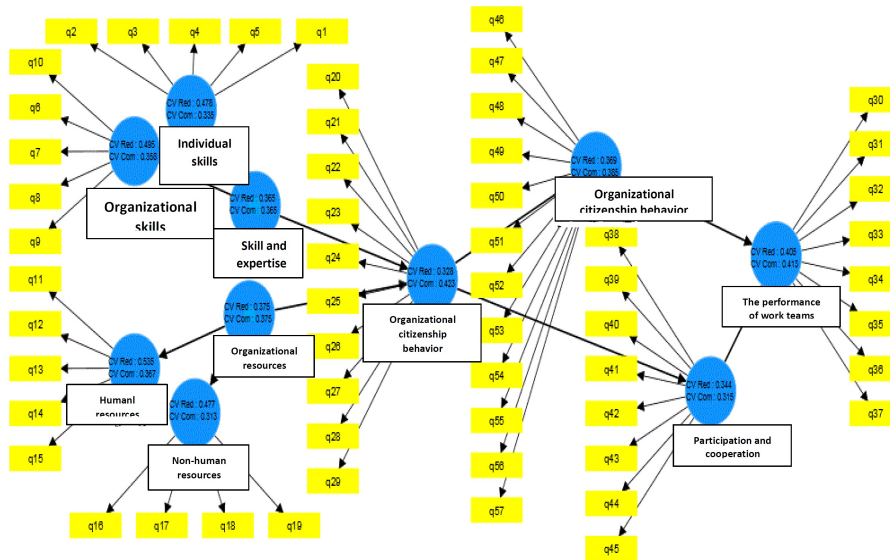 q2
q3
q4
q5
q1
q10
q6
q7
q8
q9
CV Red : 0.476
CV Com : 0.335
Individual
skills
CV Red : 0.495
CV Com : 0.358
Organizational
skills
CV Red : 0.365
CV Com : 0.365
Skill and
expertise
q11
q12
q13
q14
q15
CV Red : 0.535
CV Com : 0.367
Human
resources
CV Red : 0.375
CV Com : 0.375
Organizational
resources
CV Red : 0.477
CV Com : 0.313
Non-human
resources
q16
q17
q18
q19
q20
q21
q22
q23
q24
q25
q26
q27
q28
q29
CV Red : 0.328
CV Com : 0.423
Organizational
citizenship
behavior
q46
q47
q48
q49
q50
q51
q52
q53
q54
q55
q56
q57
CV Red : 0.369
CV Com : 0.385
Organizational
citizenship behavior
q38
q39
q40
q41
q42
q43
q44
q45
CV Red : 0.344
CV Com : 0.315
Participation and
cooperation
CV Red : 0.405
CV Com : 0.413
The performance
of work teams
q30
q31
q32
q33
q34
q35
q36
q37